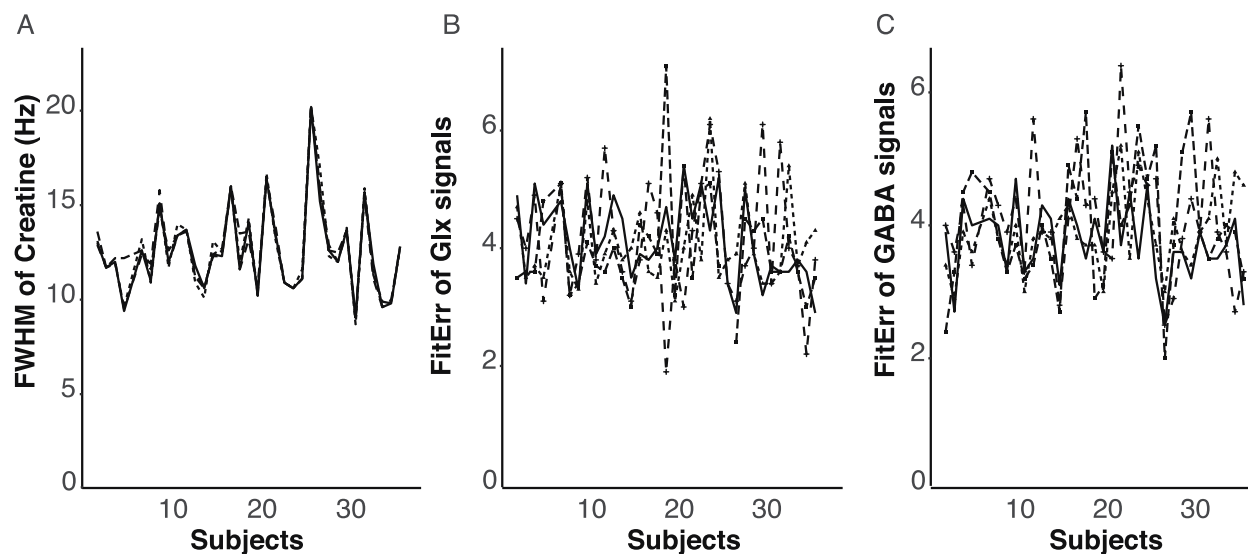 A
FWHM of Creatine (Hz)
20
15
10
5
0
10 20 30
Subjects
B
FitErr of Glx signals
6
4
2
0
10 20 30
Subjects
C
FitErr of GABA signals
6
4
2
0
10 20 30
Subjects